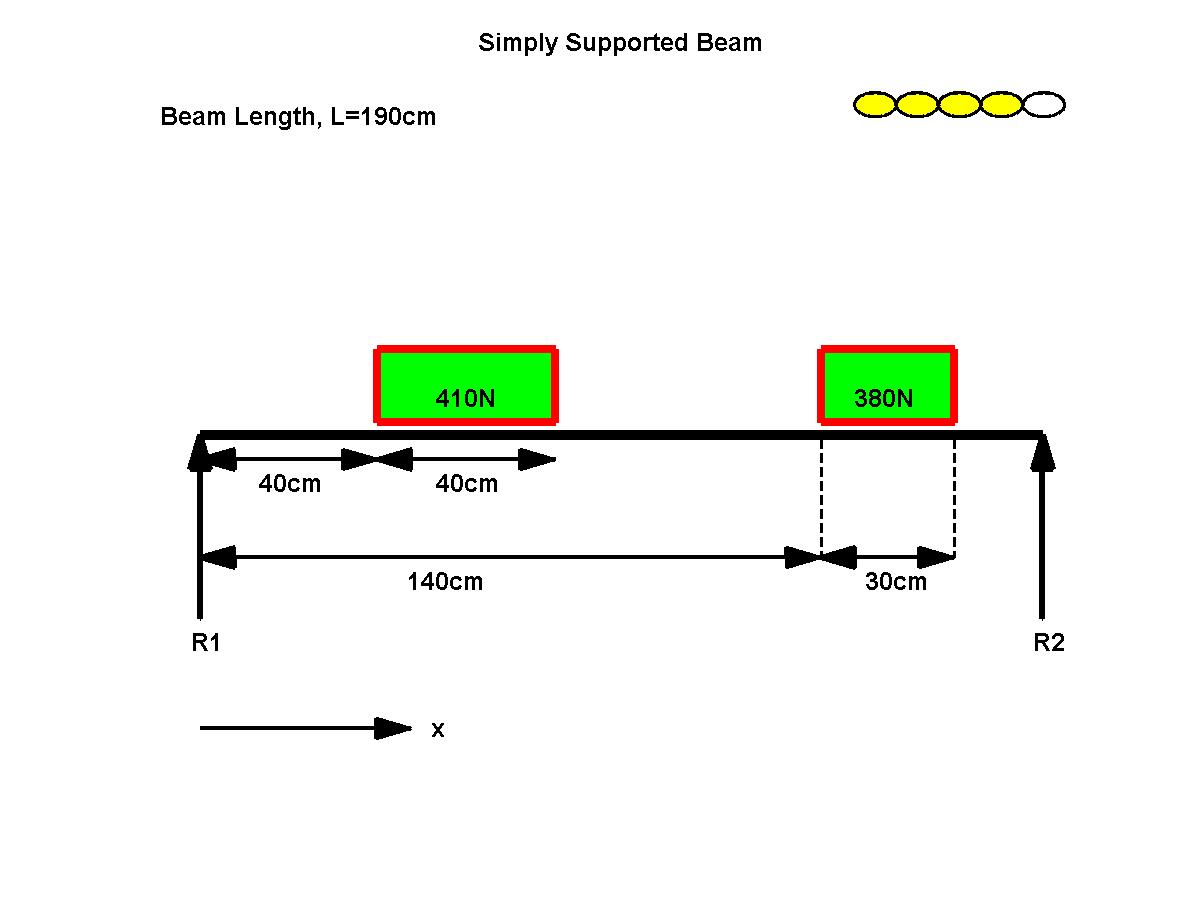 Simply Supported Beam
Beam Length, L=190cm
410N
380N
40cm
40cm
140cm
30cm
R1
R2
x